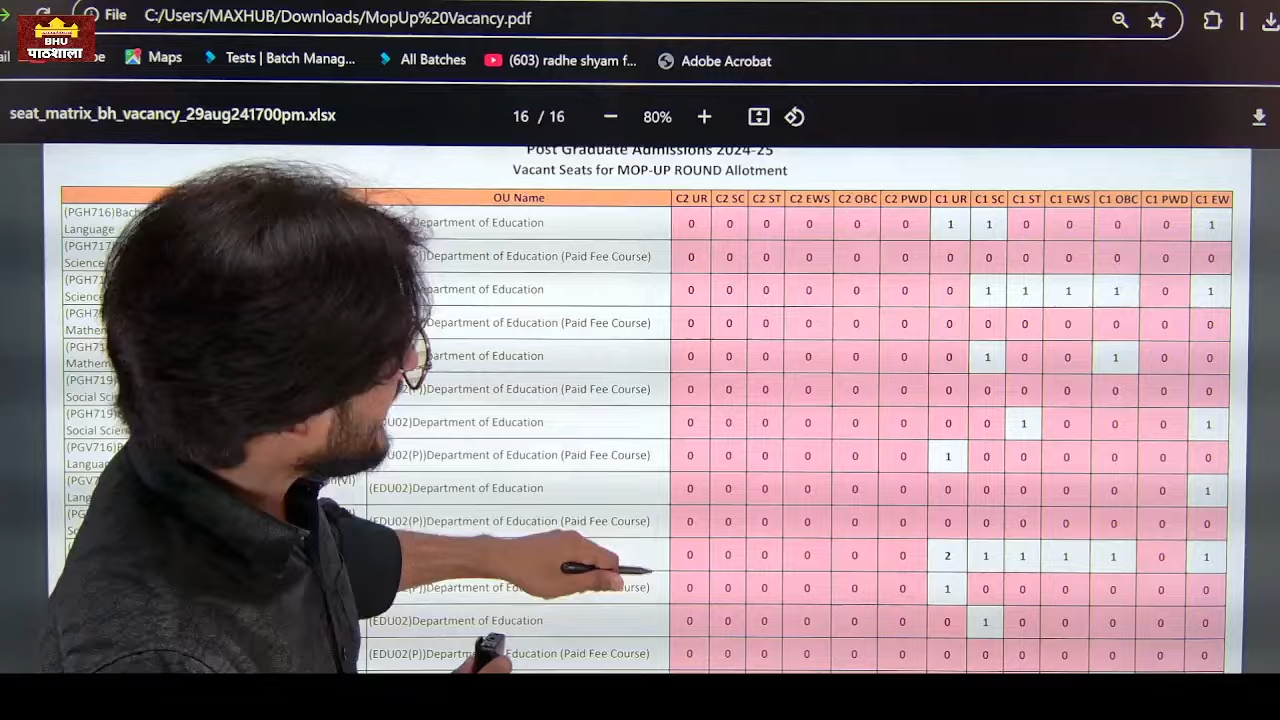 File C:/Users/MAXHUB/Downloads/MopUp%20Vacancy.pdf
BHU
पाठशाला
Maps Tests | Batch Manag... All Batches (603) radhe shyam f... Adobe Acrobat
seat_matrix_bh_vacancy_29aug241700pm.xlsx 16 / 16 80%
Post Graduate Admissions 2024-25
Vacant Seats for MOP-UP ROUND Allotment
OU Name C2 UR C2 SC C2 ST C2 EWS C2 OBC C2 PWD C1 UR C1 SC C1 ST C1 EWS C1 OBC C1 PWD C1 EW
(PGH716)Bach
Language
Department of Education 0 0 0 0 0 0 1 1 0 0 0 0 1
(PGH717
Science
Department of Education (Paid Fee Course) 0 0 0 0 0 0 0 0 0 0 0 0 0
(PGH71
Science
partment of Education 0 0 0 0 0 0 0 1 1 1 1 0 1
(PGH7
Mathema
partment of Education (Paid Fee Course) 0 0 0 0 0 0 0 0 0 0 0 0 0
(PGH71
Mathem
partment of Education 0 0 0 0 0 0 0 1 0 0 1 0 0
(PGH719
Social Sc
02(P))Department of Education (Paid Fee Course) 0 0 0 0 0 0 0 0 0 0 0 0 0
(PGH719)
Social Scien
DU02)Department of Education 0 0 0 0 0 0 0 0 1 0 0 0 1
(PGV716)B
Languag
DU02(P))Department of Education (Paid Fee Course) 0 0 0 0 0 0 1 0 0 0 0 0 0
(PGV7
Lang
(EDU02)Department of Education 0 0 0 0 0 0 0 0 0 0 0 0 1
(PG
Sc
(EDU02(P))Department of Education (Paid Fee Course) 0 0 0 0 0 0 0 0 0 0 0 0 0
0 0 0 0 0 0 2 1 1 1 1 0 1
(P))Department of Edu se) 0 0 0 0 0 0 1 0 0 0 0 0 0
(EDU02)Department of Education 0 0 0 0 0 0 0 1 0 0 0 0 0
(EDU02(P))Departm Education (Paid Fee Course) 0 0 0 0 0 0 0 0 0 0 0 0 0